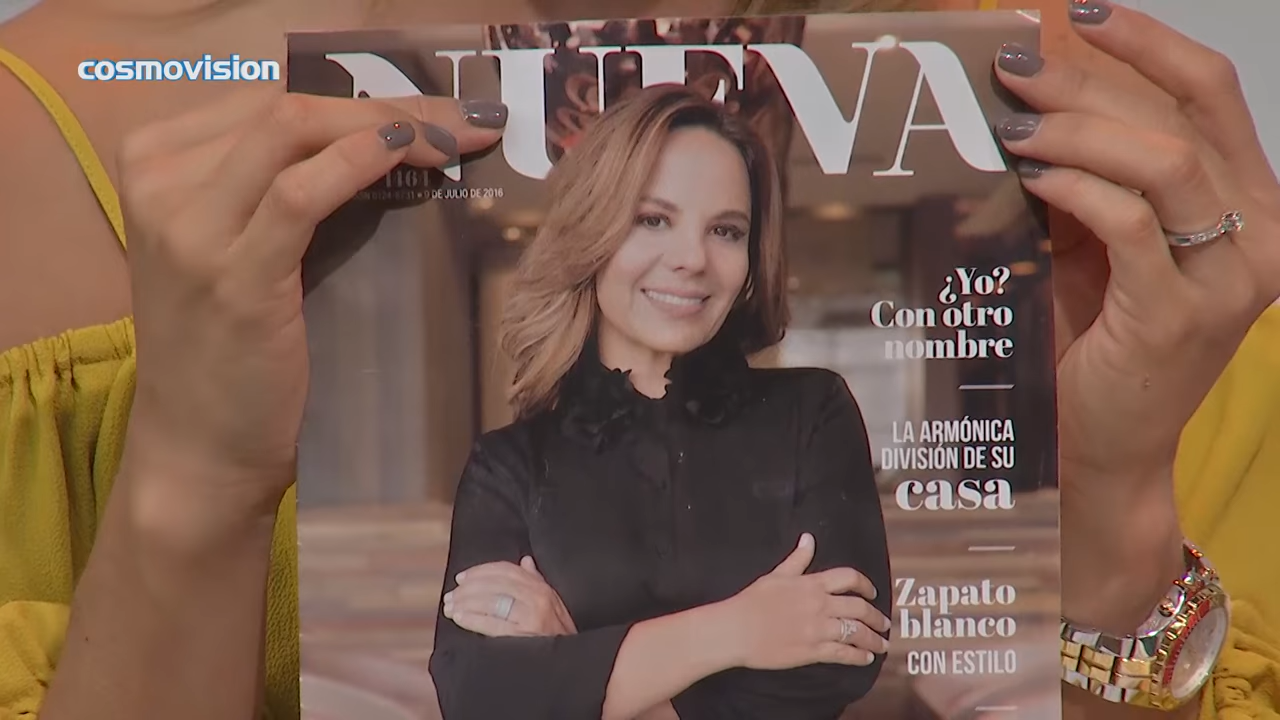 cosmovision
NUEVA
1464
9 DE JULIO DE 2016
¿Yo?
Con otro
nombre
LA ARMÓNICA
DIVISIÓN DE SU
casa
Zapato
blanco
CON ESTILO